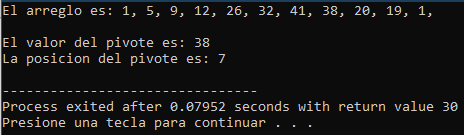 El arreglo es: 1, 5, 9, 12, 26, 32, 41, 38, 20, 19, 1,
El valor del pivote es: 38
La posicion del pivote es: 7
--------------------------------
Process exited after 0.07952 seconds with return value 30
Presione una tecla para continuar . . .